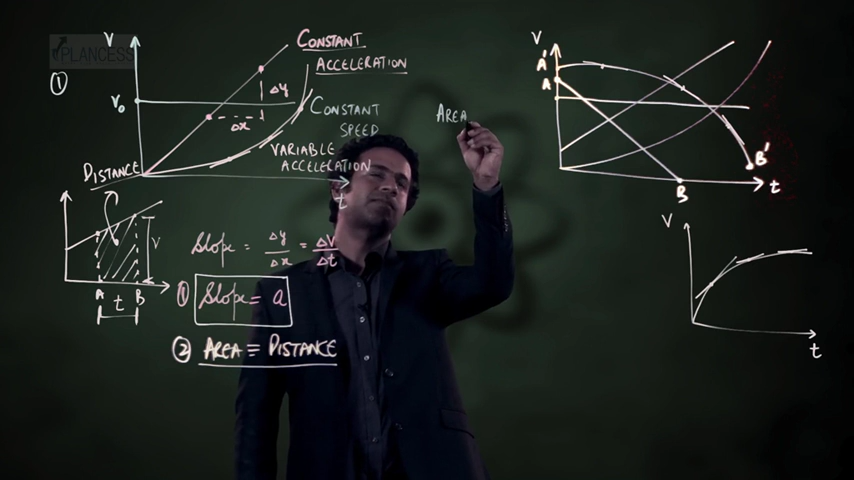 PLANCESS
V
CONSTANT
ACCELERATION
①
V₀
Δy
Δx
CONSTANT
SPEED
VARIABLE
ACCELERATION
t
DISTANCE
V
A t B
Slope = Δy/Δx = ΔV/Δt
① Slope = a
② AREA ≡ DISTANCE
AREA
V
A'
A
B'
B
t
V
t